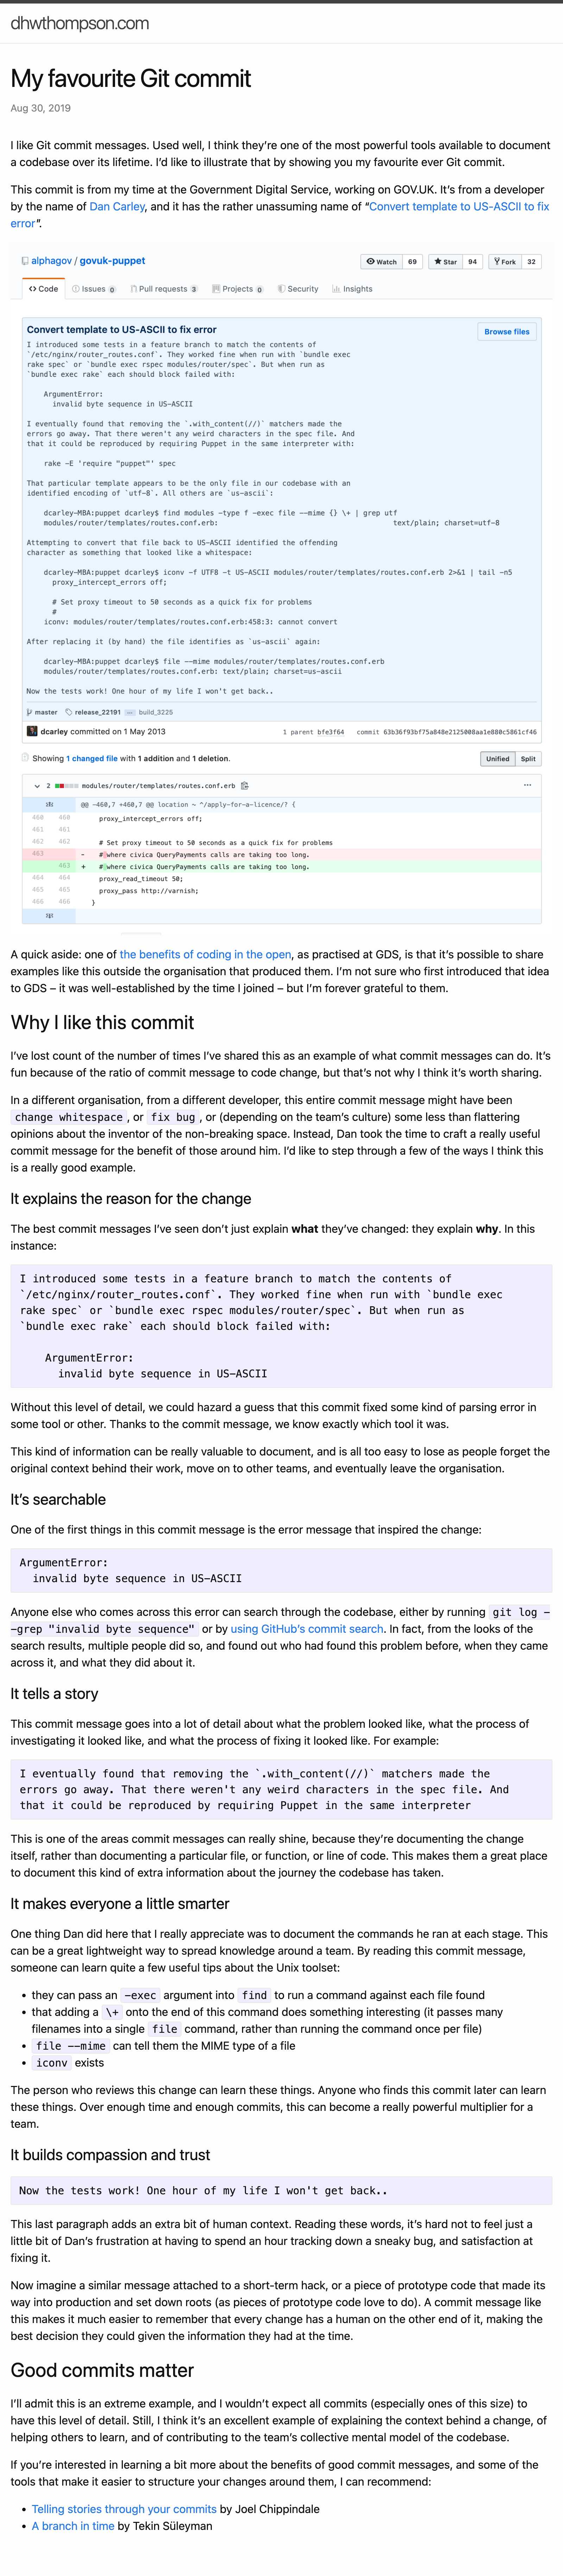 dhwthompson.com
My favourite Git commit
Aug 30, 2019
I like Git commit messages. Used well, I think they’re one of the most powerful tools available to document
a codebase over its lifetime. I’d like to illustrate that by showing you my favourite ever Git commit.
This commit is from my time at the Government Digital Service, working on GOV.UK. It’s from a developer
by the name of Dan Carley, and it has the rather unassuming name of “Convert template to US-ASCII to fix
error”.
alphagov / govuk-puppet
Watch 69 Star 94 Fork 32
Code Issues 0 Pull requests 3 Projects 0 Security Insights
Convert template to US-ASCII to fix error
Browse files
I introduced some tests in a feature branch to match the contents of
`/etc/nginx/router_routes.conf`. They worked fine when run with `bundle exec
rake spec` or `bundle exec rspec modules/router/spec`. But when run as
`bundle exec rake` each should block failed with:
ArgumentError:
invalid byte sequence in US-ASCII
I eventually found that removing the `.with_content(//)` matchers made the
errors go away. That there weren't any weird characters in the spec file. And
that it could be reproduced by requiring Puppet in the same interpreter with:
rake -E 'require "puppet"' spec
That particular template appears to be the only file in our codebase with an
identified encoding of `utf-8`. All others are `us-ascii`:
dcarley-MBA:puppet dcarley$ find modules -type f -exec file --mime {} \+ | grep utf
modules/router/templates/routes.conf.erb: text/plain; charset=utf-8
Attempting to convert that file back to US-ASCII identified the offending
character as something that looked like a whitespace:
dcarley-MBA:puppet dcarley$ iconv -f UTF8 -t US-ASCII modules/router/templates/routes.conf.erb 2>&1 | tail -n5
proxy_intercept_errors off;
# Set proxy timeout to 50 seconds as a quick fix for problems
#
iconv: modules/router/templates/routes.conf.erb:458:3: cannot convert
After replacing it (by hand) the file identifies as `us-ascii` again:
dcarley-MBA:puppet dcarley$ file --mime modules/router/templates/routes.conf.erb
modules/router/templates/routes.conf.erb: text/plain; charset=us-ascii
Now the tests work! One hour of my life I won't get back..
master release_22191 ... build_3225
dcarley committed on 1 May 2013 1 parent bfe3f64 commit 63b36f93bf75a848e2125008aa1e880c5861cf46
Showing 1 changed file with 1 addition and 1 deletion. Unified Split
2 modules/router/templates/routes.conf.erb
@@ -460,7 +460,7 @@ location ~ ^/apply-for-a-licence/? {
460 460 proxy_intercept_errors off;
461 461
462 462 # Set proxy timeout to 50 seconds as a quick fix for problems
463 - # where civica QueryPayments calls are taking too long.
463 + # where civica QueryPayments calls are taking too long.
464 464 proxy_read_timeout 50;
465 465 proxy_pass http://varnish;
466 466 }
A quick aside: one of the benefits of coding in the open, as practised at GDS, is that it’s possible to share
examples like this outside the organisation that produced them. I’m not sure who first introduced that idea
to GDS – it was well-established by the time I joined – but I’m forever grateful to them.
Why I like this commit
I’ve lost count of the number of times I’ve shared this as an example of what commit messages can do. It’s
fun because of the ratio of commit message to code change, but that’s not why I think it’s worth sharing.
In a different organisation, from a different developer, this entire commit message might have been
change whitespace, or fix bug, or (depending on the team’s culture) some less than flattering
opinions about the inventor of the non-breaking space. Instead, Dan took the time to craft a really useful
commit message for the benefit of those around him. I’d like to step through a few of the ways I think this
is a really good example.
It explains the reason for the change
The best commit messages I’ve seen don’t just explain what they’ve changed: they explain why. In this
instance:
I introduced some tests in a feature branch to match the contents of
`/etc/nginx/router_routes.conf`. They worked fine when run with `bundle exec
rake spec` or `bundle exec rspec modules/router/spec`. But when run as
`bundle exec rake` each should block failed with:
ArgumentError:
invalid byte sequence in US-ASCII
Without this level of detail, we could hazard a guess that this commit fixed some kind of parsing error in
some tool or other. Thanks to the commit message, we know exactly which tool it was.
This kind of information can be really valuable to document, and is all too easy to lose as people forget the
original context behind their work, move on to other teams, and eventually leave the organisation.
It’s searchable
One of the first things in this commit message is the error message that inspired the change:
ArgumentError:
invalid byte sequence in US-ASCII
Anyone else who comes across this error can search through the codebase, either by running git log -
-grep "invalid byte sequence" or by using GitHub’s commit search. In fact, from the looks of the
search results, multiple people did so, and found out who had found this problem before, when they came
across it, and what they did about it.
It tells a story
This commit message goes into a lot of detail about what the problem looked like, what the process of
investigating it looked like, and what the process of fixing it looked like. For example:
I eventually found that removing the `.with_content(//)` matchers made the
errors go away. That there weren't any weird characters in the spec file. And
that it could be reproduced by requiring Puppet in the same interpreter
This is one of the areas commit messages can really shine, because they’re documenting the change
itself, rather than documenting a particular file, or function, or line of code. This makes them a great place
to document this kind of extra information about the journey the codebase has taken.
It makes everyone a little smarter
One thing Dan did here that I really appreciate was to document the commands he ran at each stage. This
can be a great lightweight way to spread knowledge around a team. By reading this commit message,
someone can learn quite a few useful tips about the Unix toolset:
• they can pass an -exec argument into find to run a command against each file found
• that adding a \+ onto the end of this command does something interesting (it passes many
filenames into a single file command, rather than running the command once per file)
• file --mime can tell them the MIME type of a file
• iconv exists
The person who reviews this change can learn these things. Anyone who finds this commit later can learn
these things. Over enough time and enough commits, this can become a really powerful multiplier for a
team.
It builds compassion and trust
Now the tests work! One hour of my life I won't get back..
This last paragraph adds an extra bit of human context. Reading these words, it’s hard not to feel just a
little bit of Dan’s frustration at having to spend an hour tracking down a sneaky bug, and satisfaction at
fixing it.
Now imagine a similar message attached to a short-term hack, or a piece of prototype code that made its
way into production and set down roots (as pieces of prototype code love to do). A commit message like
this makes it much easier to remember that every change has a human on the other end of it, making the
best decision they could given the information they had at the time.
Good commits matter
I’ll admit this is an extreme example, and I wouldn’t expect all commits (especially ones of this size) to
have this level of detail. Still, I think it’s an excellent example of explaining the context behind a change, of
helping others to learn, and of contributing to the team’s collective mental model of the codebase.
If you’re interested in learning a bit more about the benefits of good commit messages, and some of the
tools that make it easier to structure your changes around them, I can recommend:
• Telling stories through your commits by Joel Chippindale
• A branch in time by Tekin Süleyman